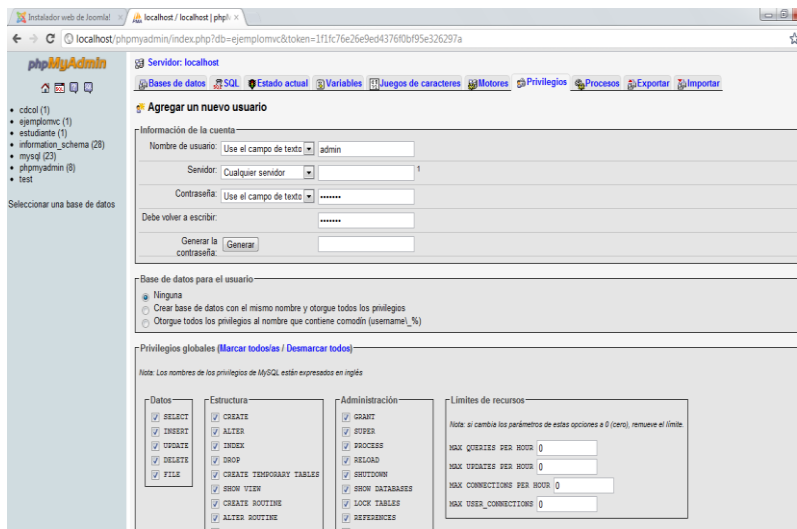 Instalador web de Joomla!
localhost / localhost | phpM
localhost/phpmyadmin/index.php?db=ejemplomvc&token=1f1fc76e26e9ed4376f0bf95e326297a
phpMyAdmin
cdcol (1)
ejemplomvc (1)
estudiante (1)
information_schema (28)
mysql (23)
phpmyadmin (8)
test
Seleccionar una base de datos
Servidor: localhost
Bases de datos SQL Estado actual Variables Juegos de caracteres Motores Privilegios Procesos Exportar Importar
Agregar un nuevo usuario
Información de la cuenta
Nombre de usuario: Use el campo de texto admin
Servidor: Cualquier servidor 1
Contraseña: Use el campo de texto •••••••
Debe volver a escribir: •••••••
Generar la contraseña: Generar
Base de datos para el usuario
Ninguna
Crear base de datos con el mismo nombre y otorgue todos los privilegios
Otorgue todos los privilegios al nombre que contiene comodín (username\_%)
Privilegios globales (Marcar todos/as / Desmarcar todos)
Nota: Los nombres de los privilegios de MySQL están expresados en inglés
Datos
SELECT
INSERT
UPDATE
DELETE
FILE
Estructura
CREATE
ALTER
INDEX
DROP
CREATE TEMPORARY TABLES
SHOW VIEW
CREATE ROUTINE
ALTER ROUTINE
Administración
GRANT
SUPER
PROCESS
RELOAD
SHUTDOWN
SHOW DATABASES
LOCK TABLES
REFERENCES
Límites de recursos
Nota: si cambia los parámetros de estas opciones a 0 (cero), remueve el límite.
MAX QUERIES PER HOUR 0
MAX UPDATES PER HOUR 0
MAX CONNECTIONS PER HOUR 0
MAX USER_CONNECTIONS 0